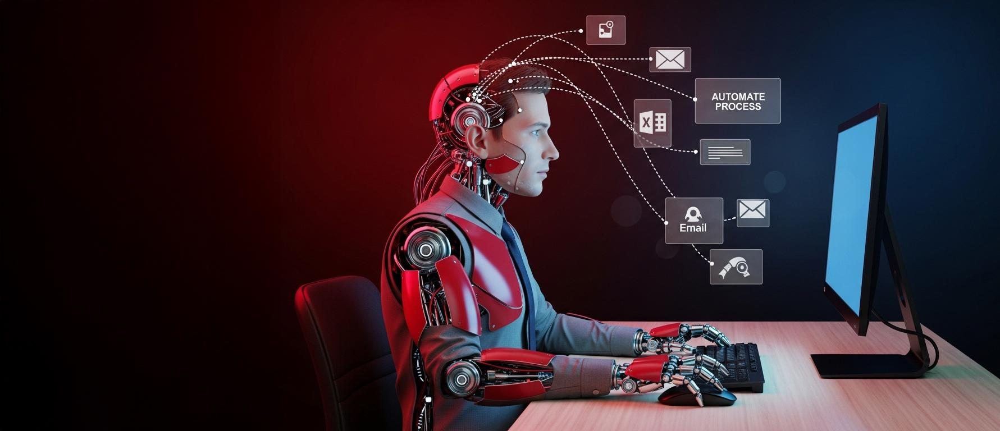 AUTOMATE
PROCESS
X
Email